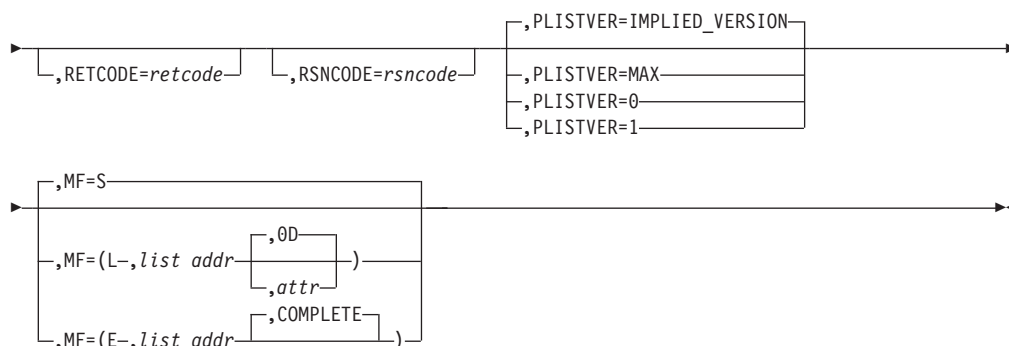 ,PLISTVER=IMPLIED_VERSION
,RETCODE=retcode ,RSNCODE=rsncode ,PLISTVER=MAX
,PLISTVER=0
,PLISTVER=1
,MF=S
,0D
,MF=(L–,list addr )
,attr
,COMPLETE
,MF=(E–,list addr )